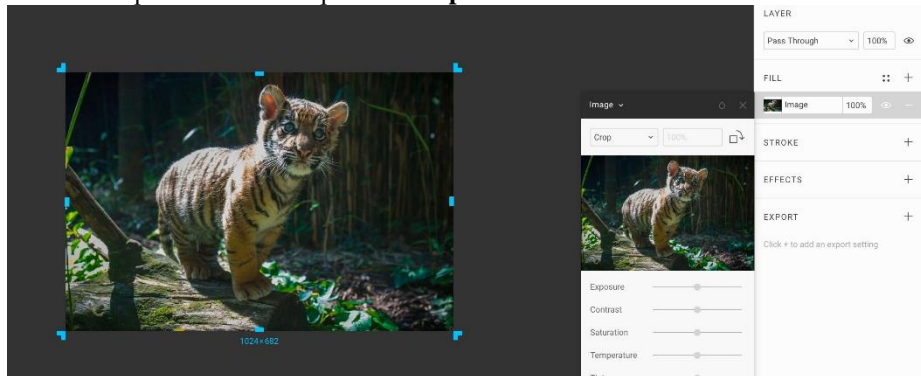 LAYER
Pass Through 100%
FILL
Image 100%
STROKE
EFFECTS
EXPORT
Click + to add an export setting
Image
Crop 100%
Exposure
Contrast
Saturation
Temperature
1024×682